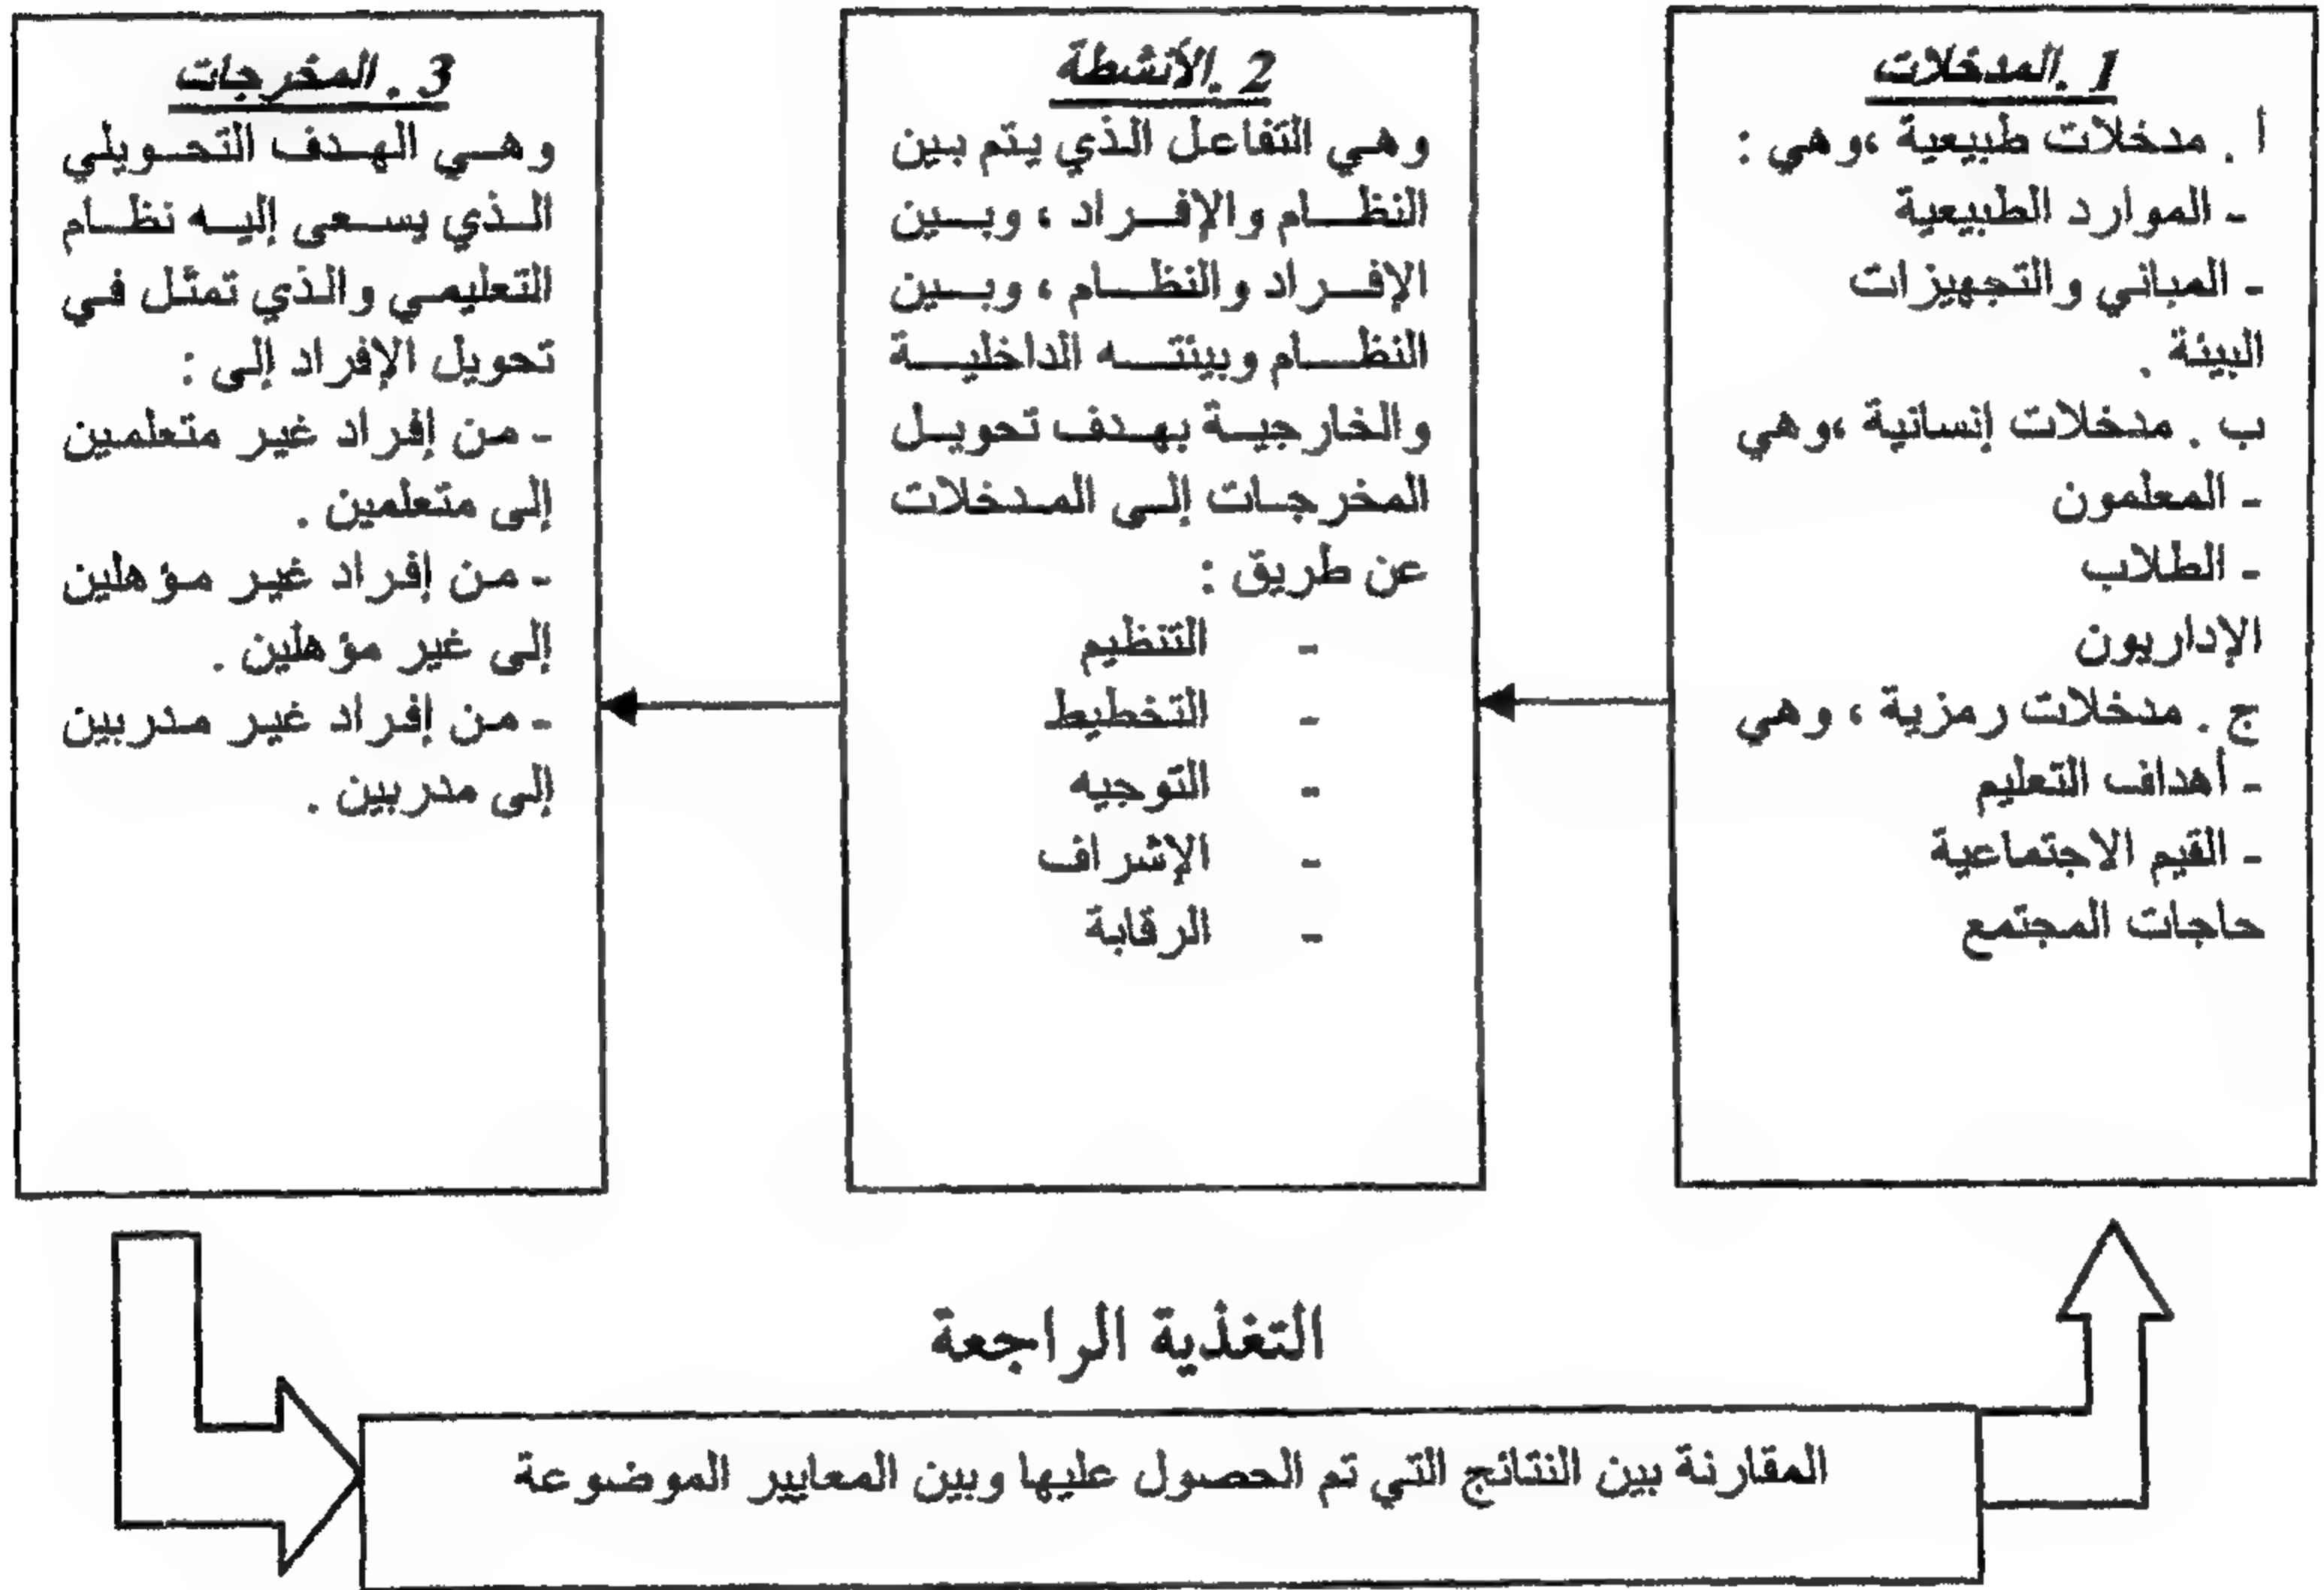 1 .المدخلات
أ . مدخلات طبيعية ،وهي :
- الموارد الطبيعية
- المباني والتجهيزات
البيئة .
ب . مدخلات إنسانية ،وهي
- المعلمون
- الطلاب
الإداريون
ج . مدخلات رمزية ، وهي
- أهداف التعليم
- القيم الاجتماعية
حاجات المجتمع
2 .الأنشطة
وهي التفاعل الذي يتم بين
النظام والإفراد ، وبين
الإفراد والنظام ، وبين
النظام وبيئته الداخلية
والخارجية بهدف تحويل
المخرجات إلى المدخلات
عن طريق :
- التنظيم
- التخطيط
- التوجيه
- الإشراف
- الرقابة
3 . المخرجات
وهي الهدف التحويلي
الذي يسعى إليه نظام
التعليمي والذي تمثل في
تحويل الإفراد إلى :
- من إفراد غير متعلمين
إلى متعلمين .
- من إفراد غير مؤهلين
إلى غير مؤهلين .
- من إفراد غير مدربين
إلى مدربين .
التغذية الراجعة
المقارنة بين النتائج التي تم الحصول عليها وبين المعايير الموضوعة